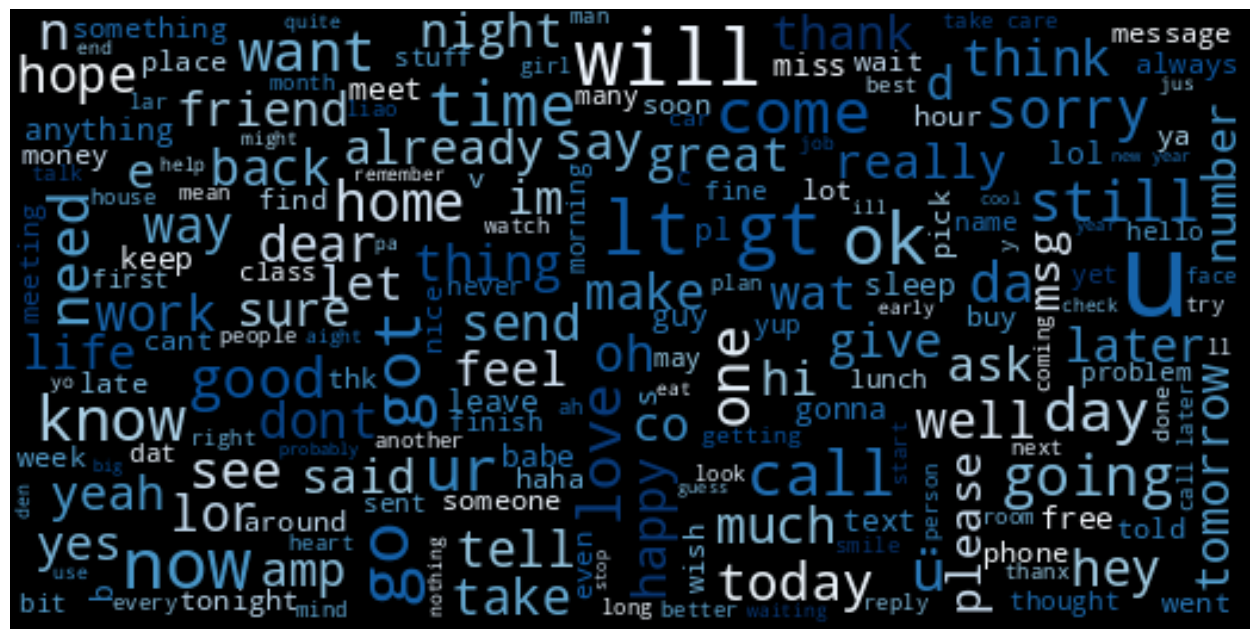 n something quite night man will thank take care message
end hope place want stuff girl miss wait think always
month meet many soon best d jus
lar friend liao time car come hour sorry
anything might already say great job really ya number
money help back remember c lol new year
talk e house mean find home v im morning fine lot ill cool still
need way watch lt pl gt ok pick name y year hello
meeting keep dear pa thing msg yet u face
first class let never make plan wat sleep da check try
work sure nice send guy early buy
life cant people aight got oh may yup give coming later ll
yo late good thk feel s eat one hi lunch ask problem
know dont leave ah love co gonna well day done tomorrow
right finish getting
week big dat probably another babe look call start next call later
den yeah see said ur haha guess person please going
lor around sent someone happy much text room free told
yes heart even wish smile ü phone
use now amp go nothing tell stop today thanx hey
bit b every tonight mind take long better waiting reply thought went